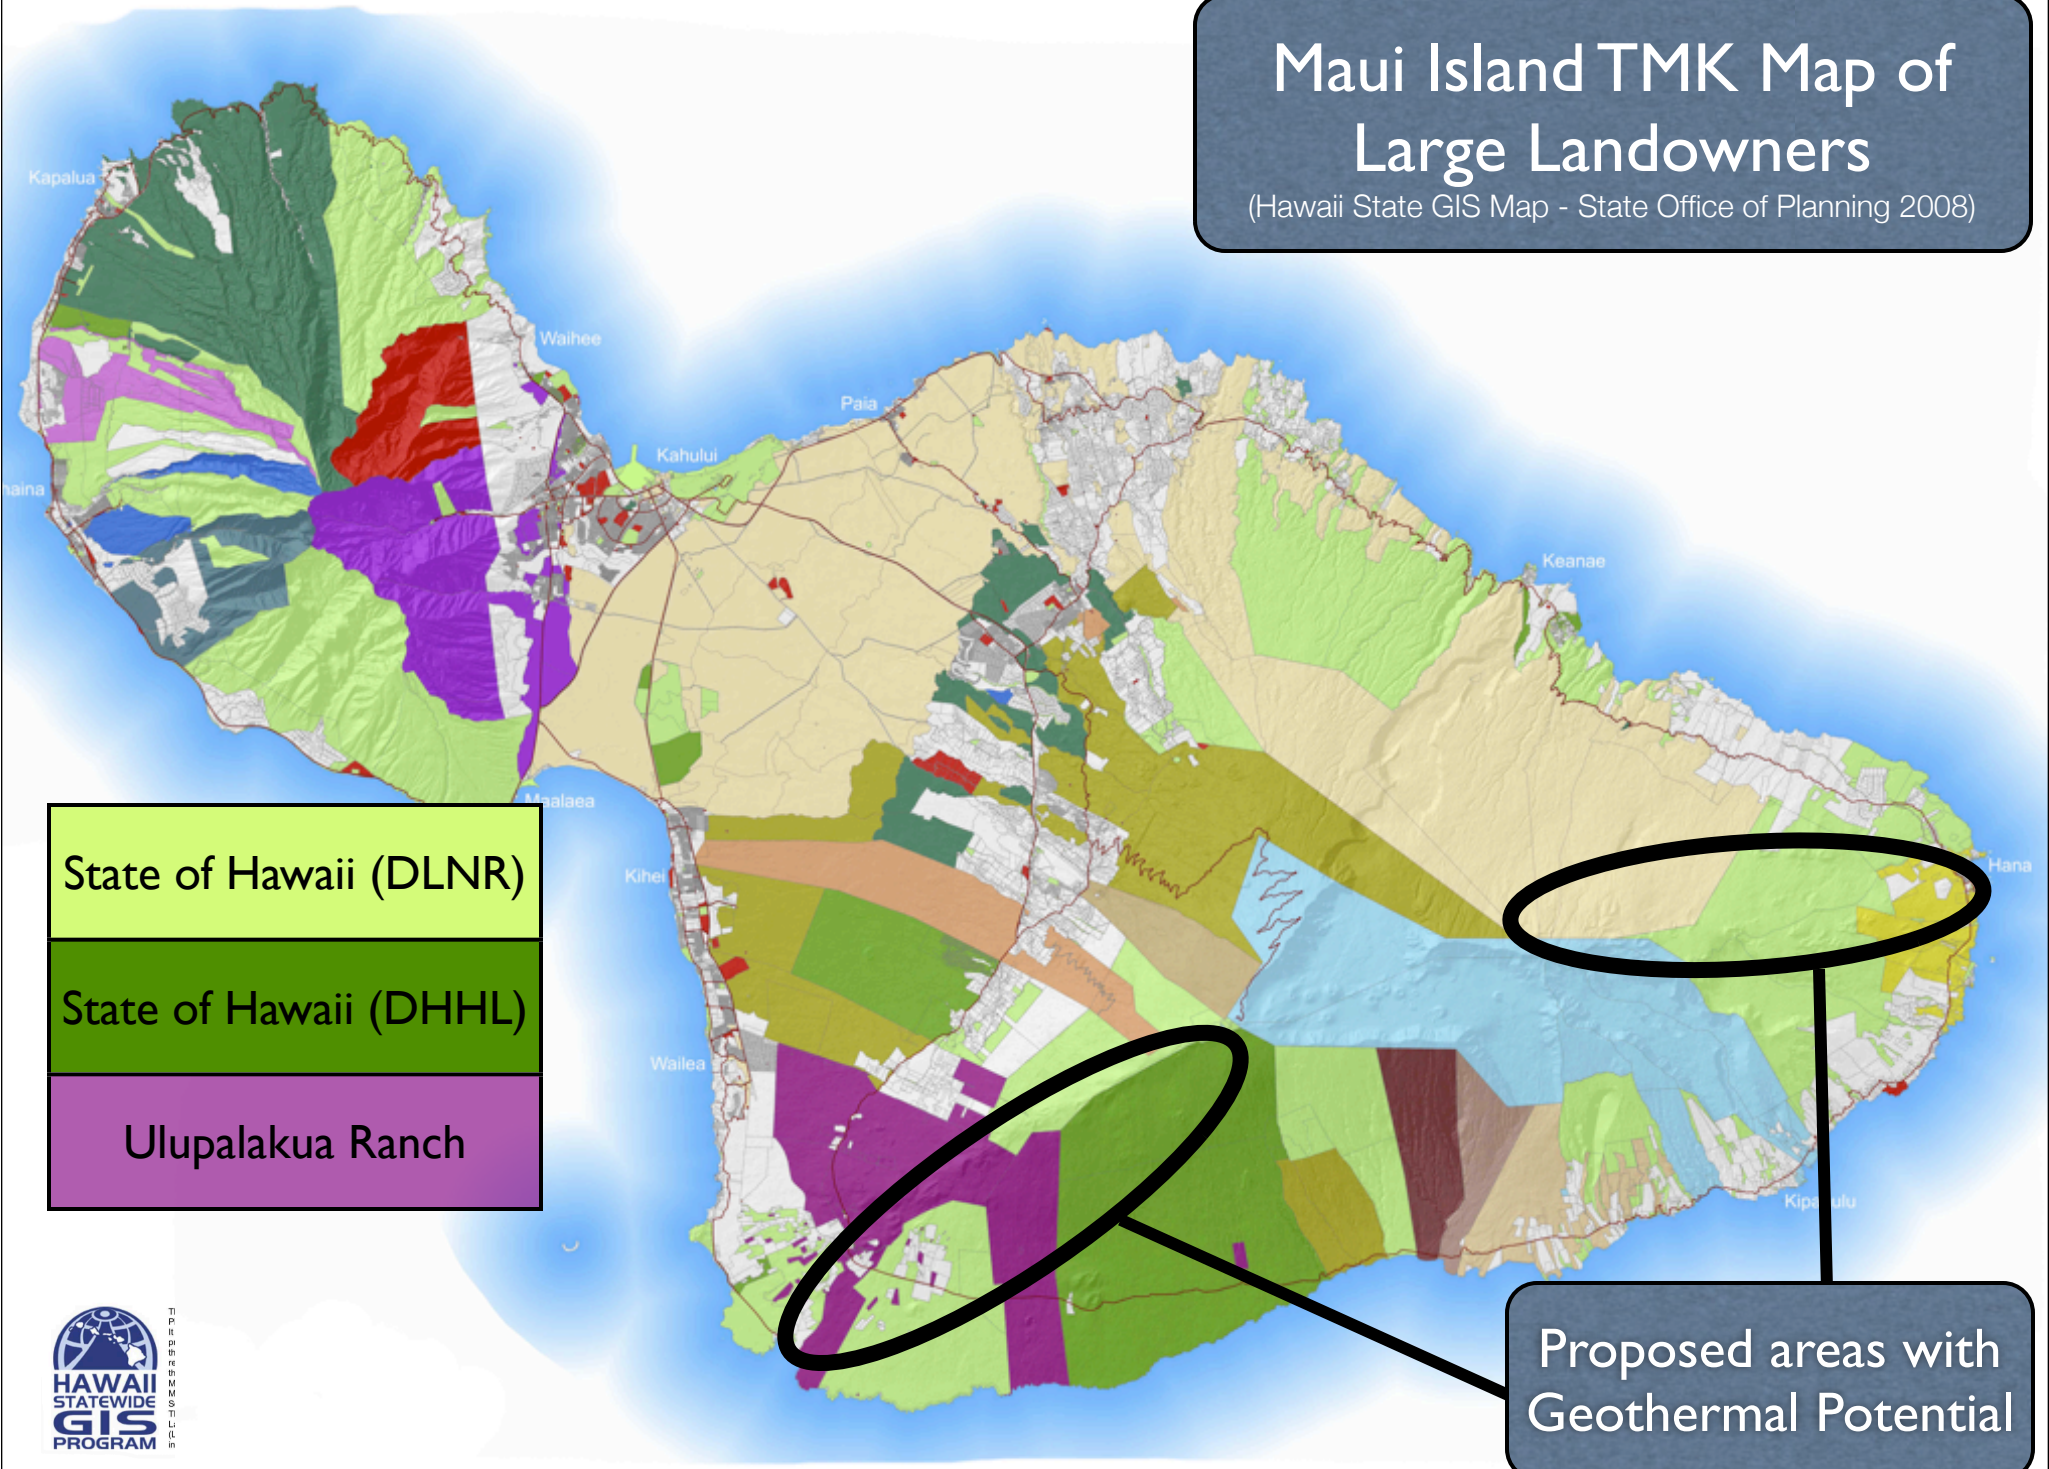 Maui Island TMK Map of
Large Landowners
(Hawaii State GIS Map - State Office of Planning 2008)
Kapalua
Waihee
Paia
Kahului
haina
Keanae
Maalaea
Kihei
Hana
Wailea
State of Hawaii (DLNR)
State of Hawaii (DHHL)
Ulupalakua Ranch
Proposed areas with
Geothermal Potential
HAWAII
STATEWIDE
GIS
PROGRAM